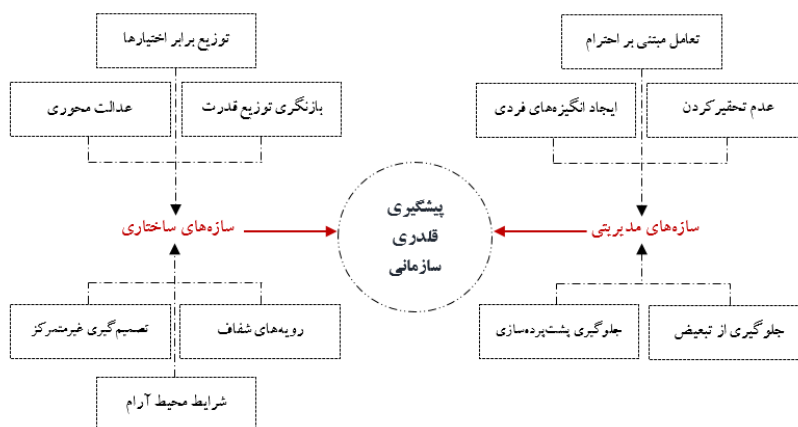 تعامل مبتنی بر احترام
توزیع برابر اختیارها
عدم تحقیرکردن
ایجاد انگیزه‌های فردی
بازنگری توزیع قدرت
عدالت محوری
سازه‌های مدیریتی
پیشگیری
قلدری
سازمانی
سازه‌های ساختاری
جلوگیری از تبعیض
جلوگیری پشت‌پرده‌سازی
رویه‌های شفاف
تصمیم‌گیری غیرمتمرکز
شرایط محیط آرام